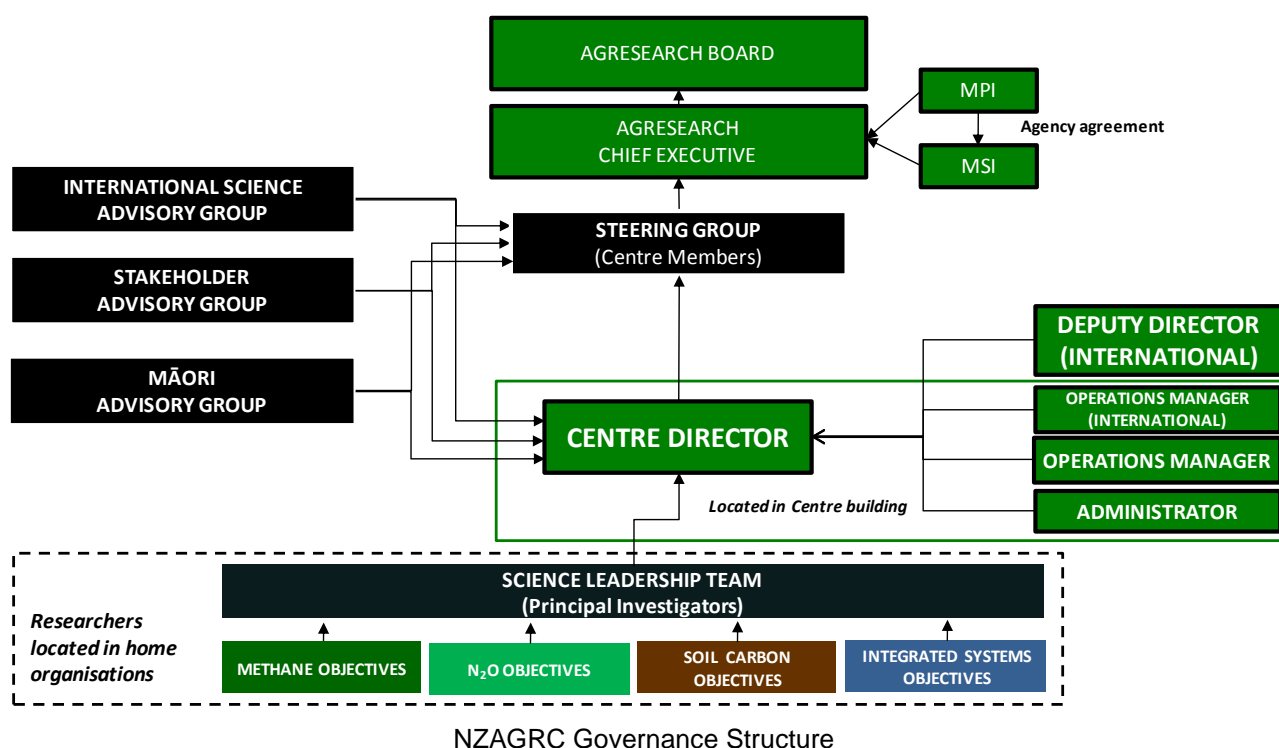 AGRESEARCH BOARD
AGRESEARCH
CHIEF EXECUTIVE
MPI
Agency agreement
MSI
INTERNATIONAL SCIENCE
ADVISORY GROUP
STEERING GROUP
(Centre Members)
STAKEHOLDER
ADVISORY GROUP
MĀORI
ADVISORY GROUP
DEPUTY DIRECTOR
(INTERNATIONAL)
OPERATIONS MANAGER
(INTERNATIONAL)
CENTRE DIRECTOR
OPERATIONS MANAGER
Located in Centre building
ADMINISTRATOR
SCIENCE LEADERSHIP TEAM
(Principal Investigators)
Researchers
located in home
organisations
METHANE OBJECTIVES
N₂O OBJECTIVES
SOIL CARBON
OBJECTIVES
INTEGRATED SYSTEMS
OBJECTIVES
NZAGRC Governance Structure